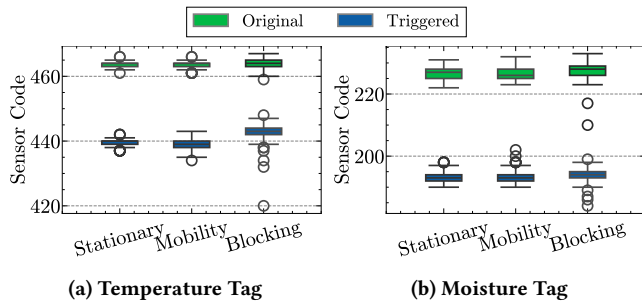 Original Triggered
Sensor Code
460
440
420
Stationary Mobility Blocking
(a) Temperature Tag
Sensor Code
220
200
Stationary Mobility Blocking
(b) Moisture Tag